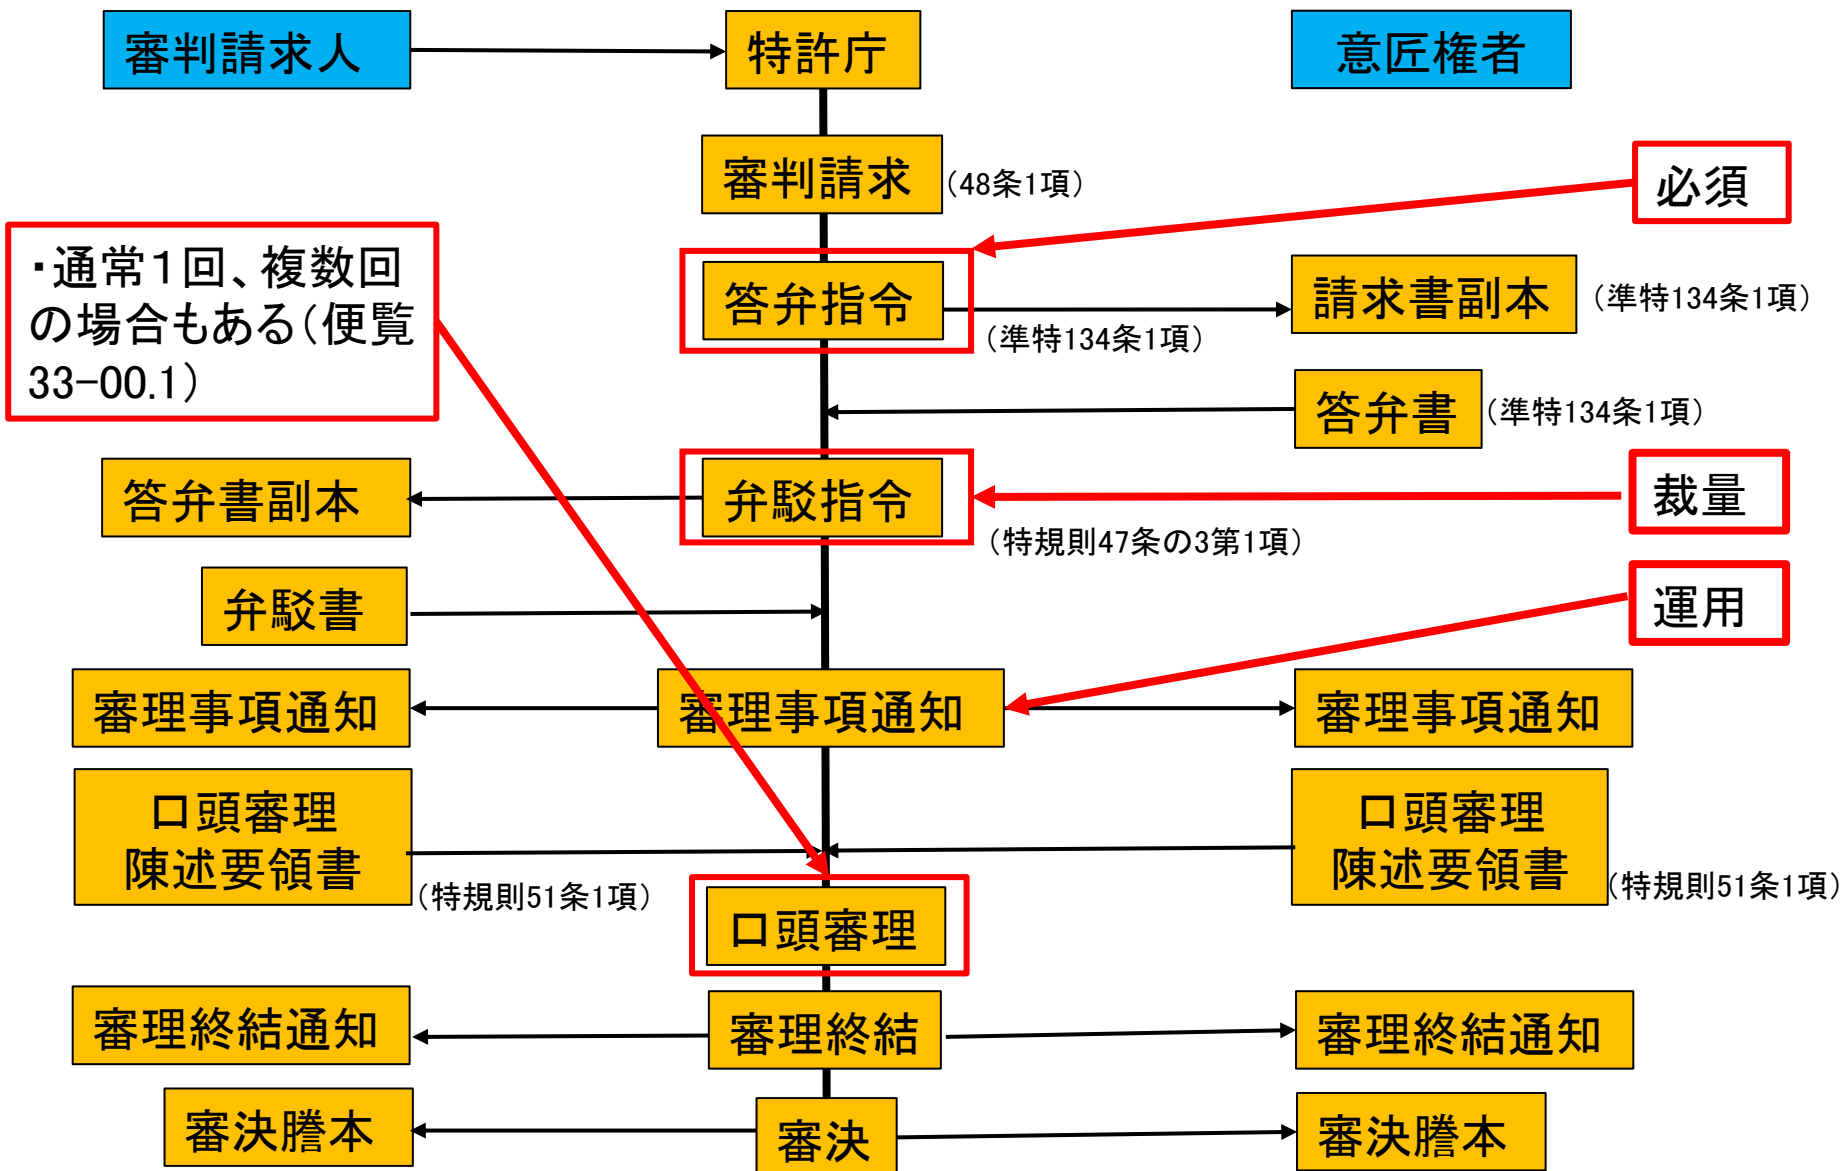 審判請求人
特許庁
意匠権者
審判請求
（48条1項）
必須
・通常１回、複数回
の場合もある（便覧
33-00.1）
答弁指令
（準特134条1項）
請求書副本
（準特134条1項）
答弁書
（準特134条1項）
答弁書副本
弁駁指令
（特規則47条の3第1項）
裁量
弁駁書
運用
審理事項通知
審理事項通知
審理事項通知
口頭審理
陳述要領書
（特規則51条1項）
口頭審理
陳述要領書
（特規則51条1項）
口頭審理
審理終結通知
審理終結
審理終結通知
審決謄本
審決
審決謄本